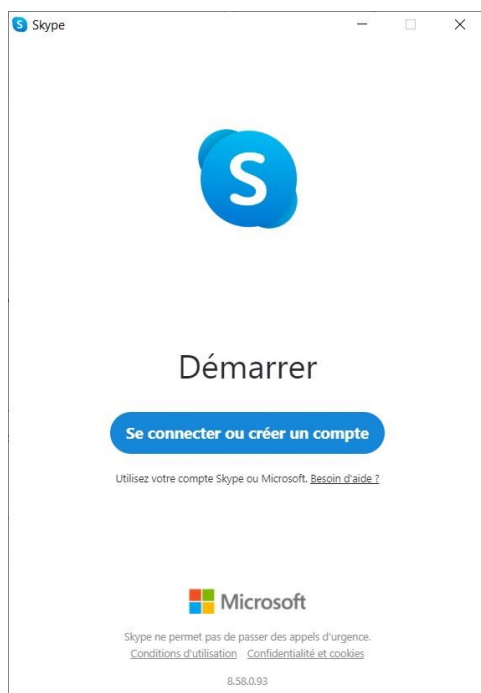 Skype
Démarrer
Se connecter ou créer un compte
Utilisez votre compte Skype ou Microsoft. Besoin d'aide ?
Microsoft
Skype ne permet pas de passer des appels d'urgence.
Conditions d'utilisation Confidentialité et cookies
8.58.0.93